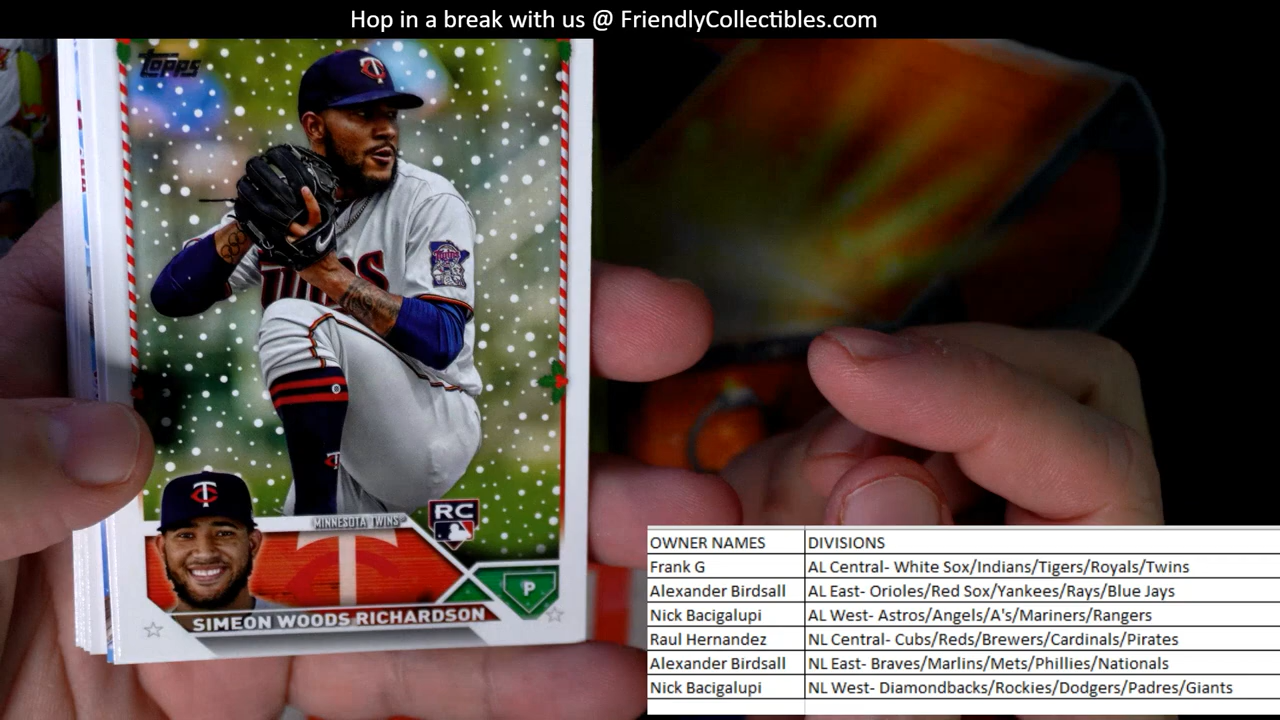 Hop in a break with us @ FriendlyCollectibles.com
TOPPS
MINNESOTA TWINS
RC
P
SIMEON WOODS RICHARDSON
OWNER NAMES DIVISIONS
Frank G AL Central- White Sox/Indians/Tigers/Royals/Twins
Alexander Birdsall AL East- Orioles/Red Sox/Yankees/Rays/Blue Jays
Nick Bacigalupi AL West- Astros/Angels/A's/Mariners/Rangers
Raul Hernandez NL Central- Cubs/Reds/Brewers/Cardinals/Pirates
Alexander Birdsall NL East- Braves/Marlins/Mets/Phillies/Nationals
Nick Bacigalupi NL West- Diamondbacks/Rockies/Dodgers/Padres/Giants